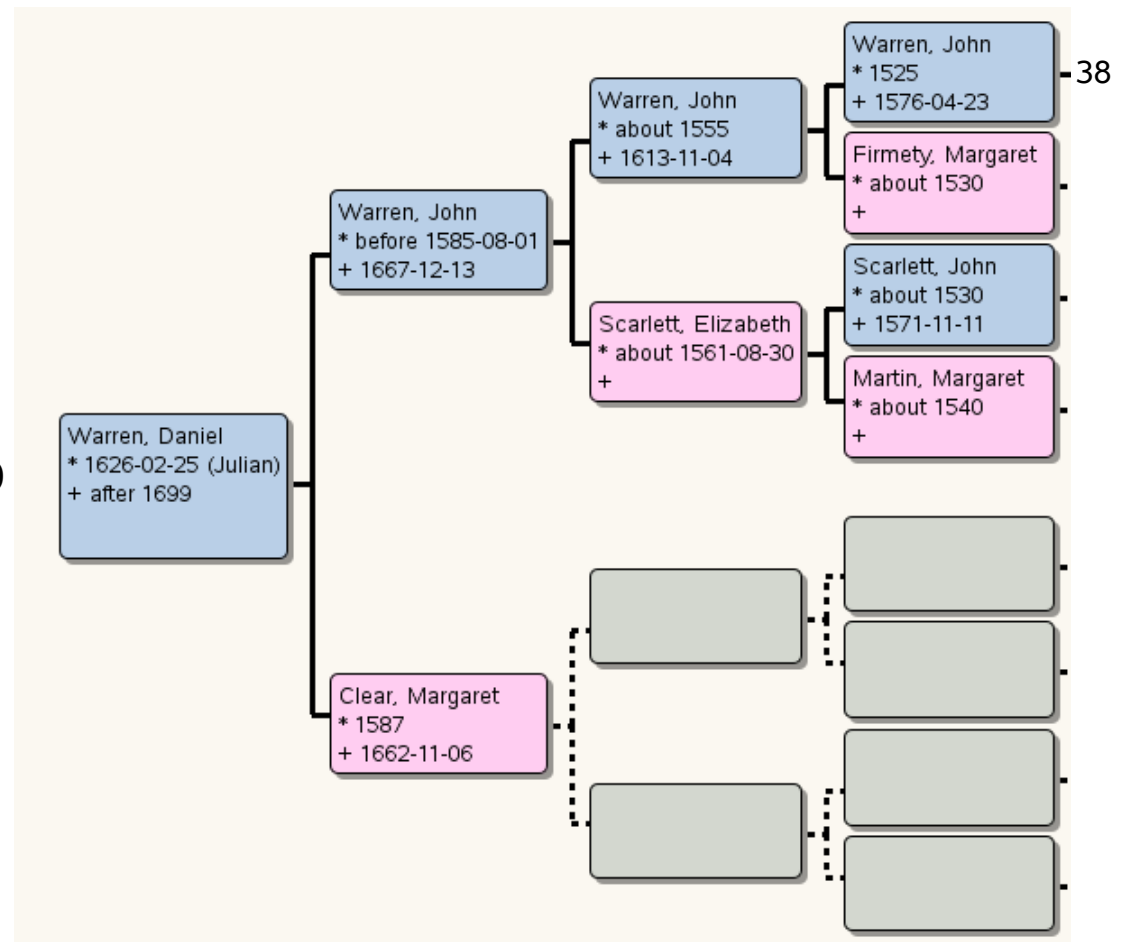 Warren, John
* 1525
+ 1576-04-23
38
Warren, John
* about 1555
+ 1613-11-04
Firmety, Margaret
* about 1530
+
Warren, John
* before 1585-08-01
+ 1667-12-13
Scarlett, John
* about 1530
+ 1571-11-11
Scarlett, Elizabeth
* about 1561-08-30
+
Martin, Margaret
* about 1540
+
Warren, Daniel
* 1626-02-25 (Julian)
+ after 1699
Clear, Margaret
* 1587
+ 1662-11-06